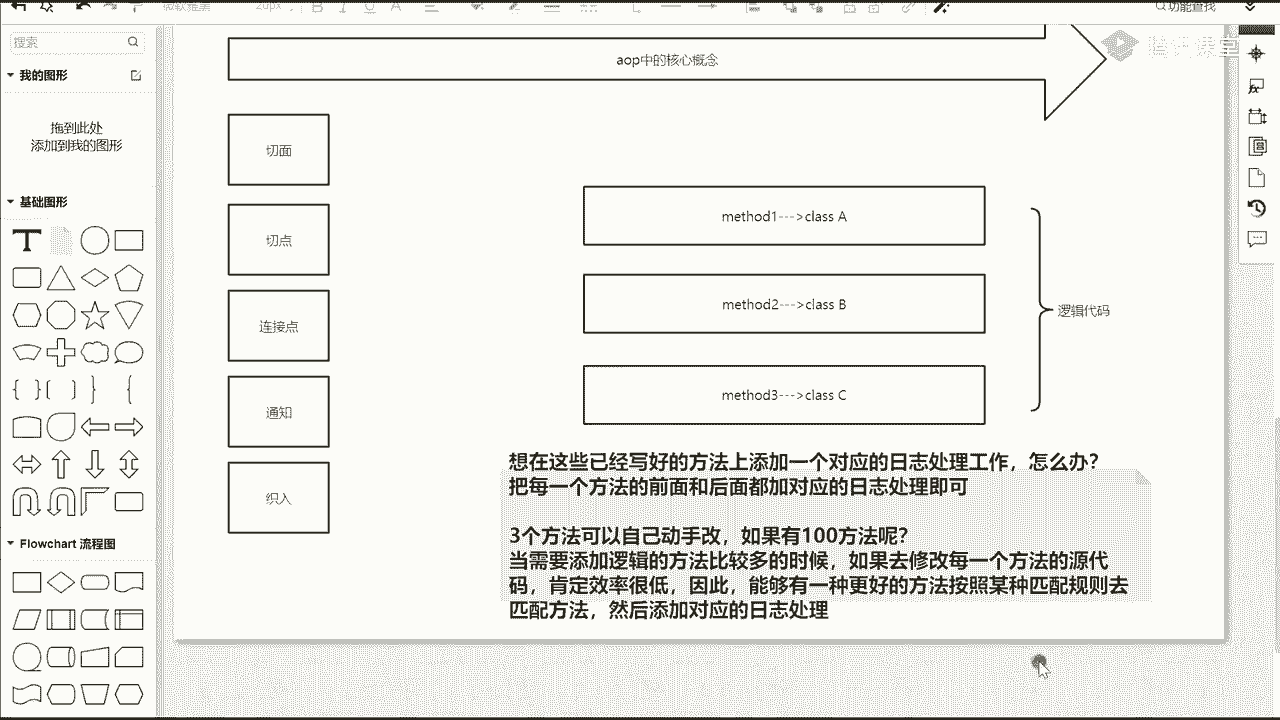 微软雅黑
20px
功能查找
搜索
腾讯课堂
aop中的核心概念
我的图形
拖到此处
添加到我的图形
切面
基础图形
切点
method1--->class A
连接点
method2--->class B
逻辑代码
通知
method3--->class C
织入
想在这些已经写好的方法上添加一个对应的日志处理工作，怎么办?
把每一个方法的前面和后面都加对应的日志处理即可
3个方法可以自己动手改，如果有100方法呢?
当需要添加逻辑的方法比较多的时候，如果去修改每一个方法的源代
码，肯定效率很低，因此，能够有一种更好的方法按照某种匹配规则去
匹配方法，然后添加对应的日志处理
Flowchart 流程图